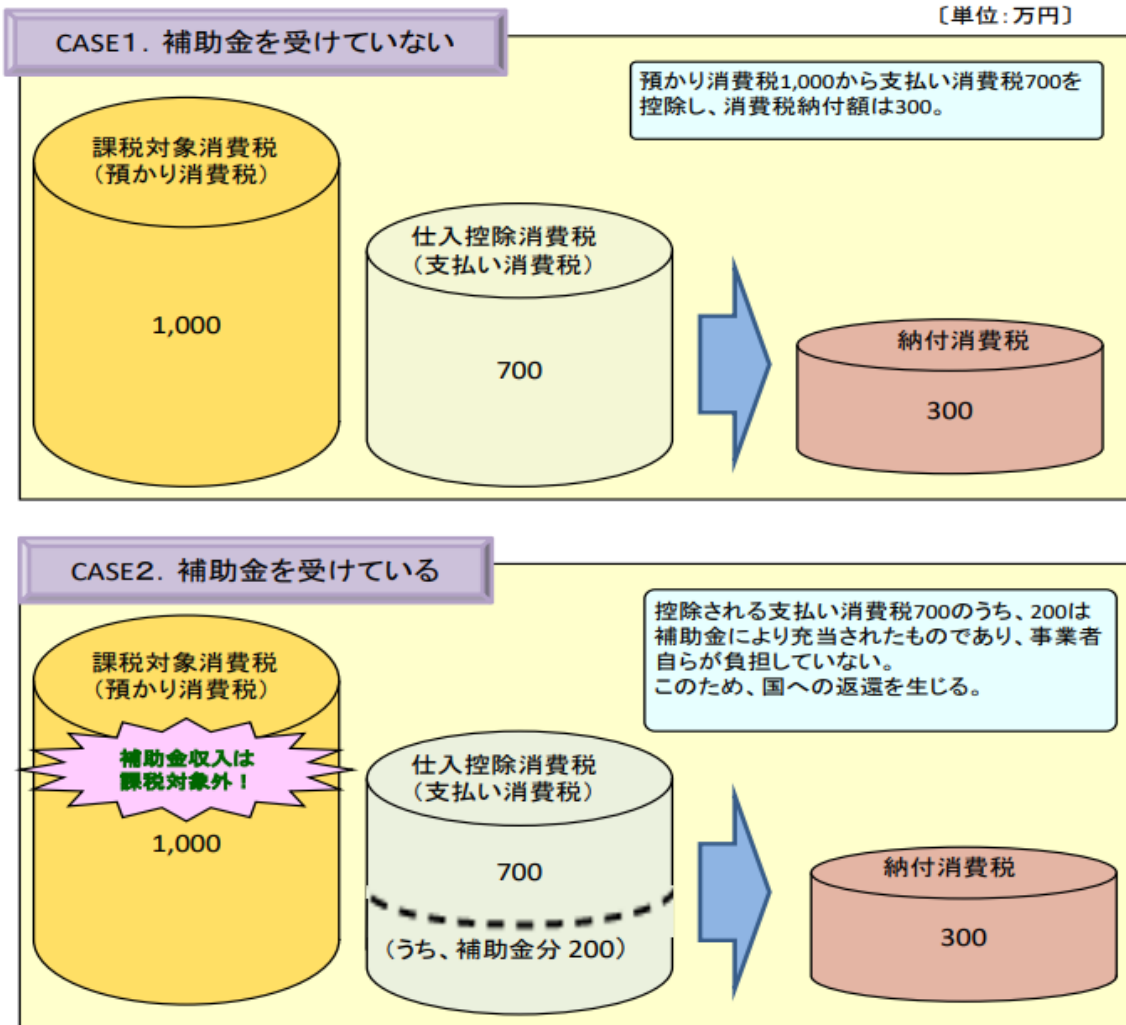 〔単位：万円〕
CASE1．補助金を受けていない
預かり消費税1,000から支払い消費税700を
控除し、消費税納付額は300。
課税対象消費税
（預かり消費税）
1,000
仕入控除消費税
（支払い消費税）
700
納付消費税
300
CASE2．補助金を受けている
控除される支払い消費税700のうち、200は
補助金により充当されたものであり、事業者
自らが負担していない。
このため、国への返還を生じる。
課税対象消費税
（預かり消費税）
補助金収入は
課税対象外！
1,000
仕入控除消費税
（支払い消費税）
700
（うち、補助金分 200）
納付消費税
300